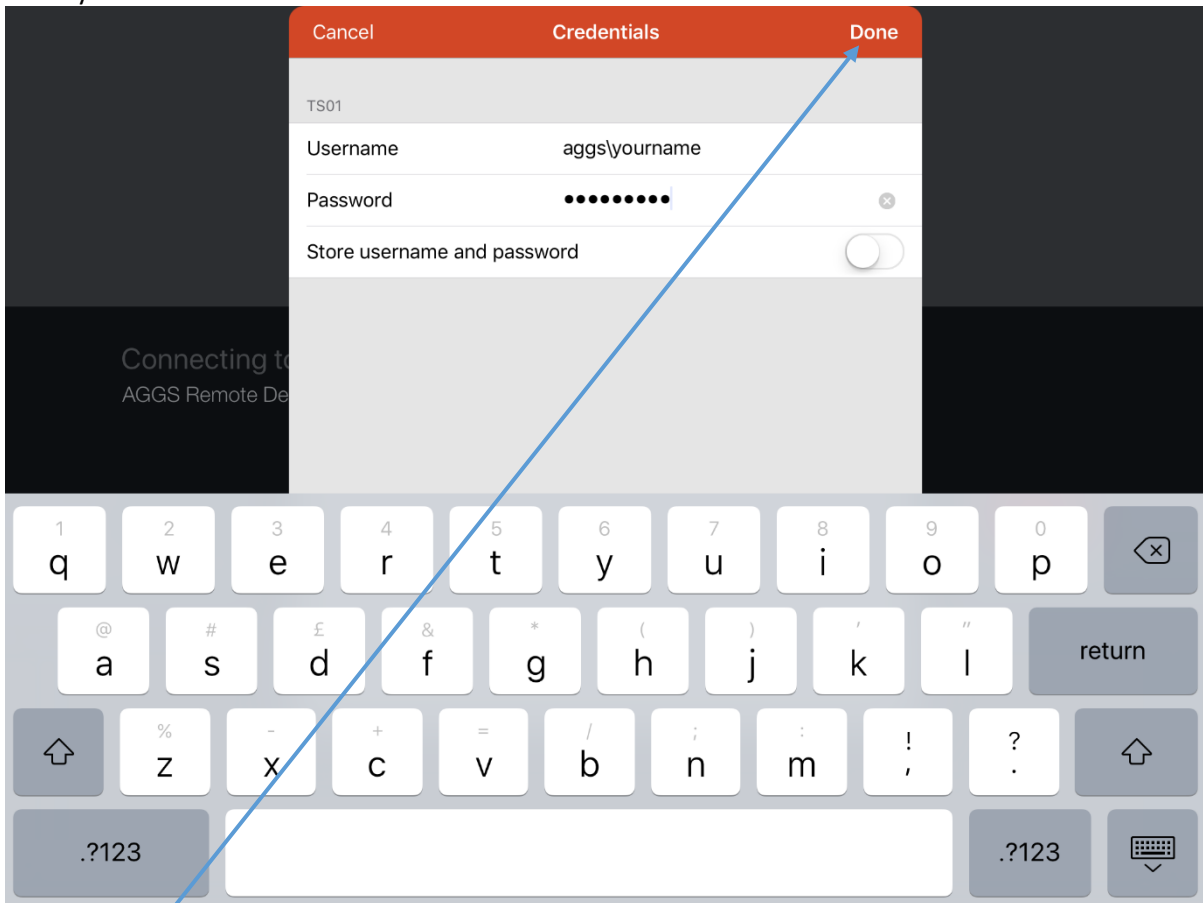 Cancel Credentials Done
TS01
Username aggs\yourname
Password •••••••••
Store username and password
Connecting to
AGGS Remote De
1 2 3 4 5 6 7 8 9 0
q w e r t y u i o p
@ # £ & * ( ) ' "
a s d f g h j k l return
% - + = / ; : ! ?
z x c v b n m , .
.?123 .?123